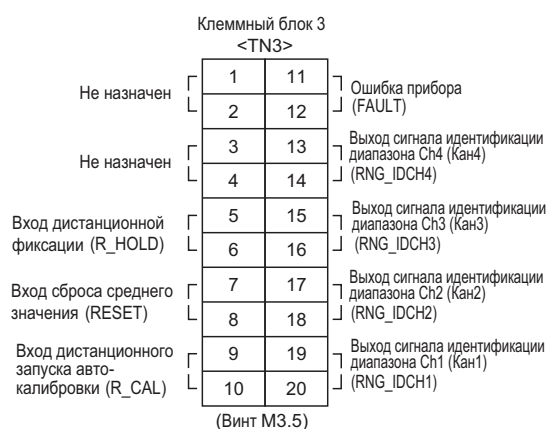 Клеммный блок 3
<TN3>
Не назначен
1 11
2 12
Ошибка прибора
(FAULT)
Не назначен
3 13
4 14
Выход сигнала идентификации
диапазона Ch4 (Кан4)
(RNG_IDCH4)
Вход дистанционной
фиксации (R_HOLD)
5 15
6 16
Выход сигнала идентификации
диапазона Ch3 (Кан3)
(RNG_IDCH3)
Вход сброса среднего
значения (RESET)
7 17
8 18
Выход сигнала идентификации
диапазона Ch2 (Кан2)
(RNG_IDCH2)
Вход дистанционного
запуска авто-
калибровки (R_CAL)
9 19
10 20
Выход сигнала идентификации
диапазона Ch1 (Кан1)
(RNG_IDCH1)
(Винт M3.5)